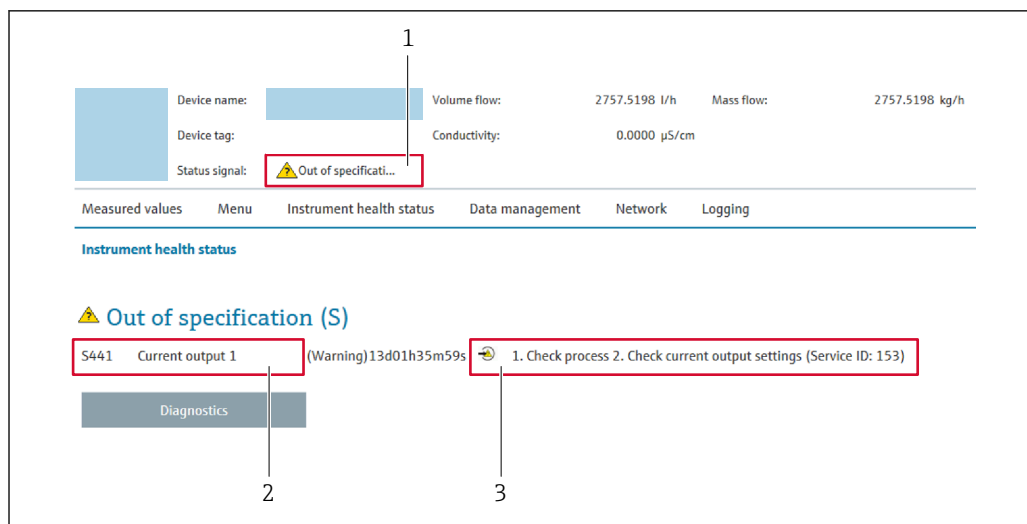 1
Device name: Volume flow: 2757.5198 l/h Mass flow: 2757.5198 kg/h
Device tag: Conductivity: 0.0000 µS/cm
Status signal: Out of specificati...
Measured values Menu Instrument health status Data management Network Logging
Instrument health status
Out of specification (S)
S441 Current output 1 (Warning)13d01h35m59s 1. Check process 2. Check current output settings (Service ID: 153)
Diagnostics
2 3